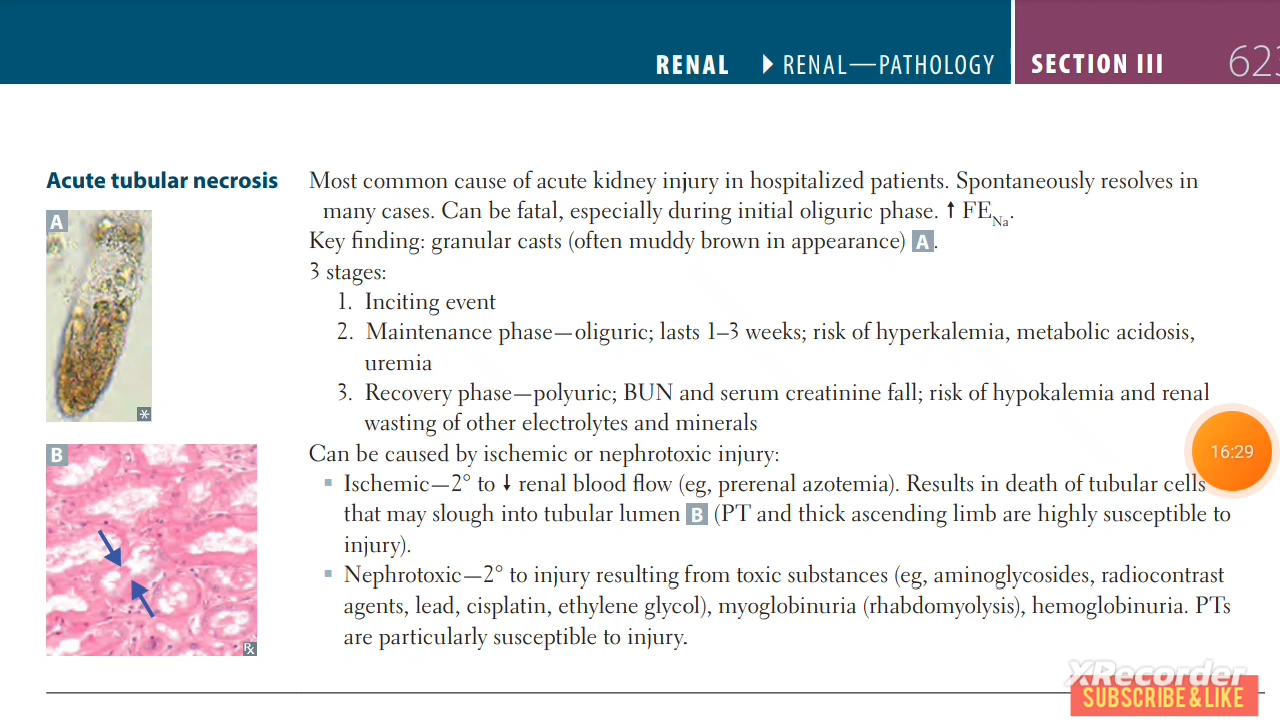 RENAL ▶ RENAL—PATHOLOGY SECTION III 623
Acute tubular necrosis
Most common cause of acute kidney injury in hospitalized patients. Spontaneously resolves in
many cases. Can be fatal, especially during initial oliguric phase. ↑ FENa.
Key finding: granular casts (often muddy brown in appearance) A.
3 stages:
1. Inciting event
2. Maintenance phase—oliguric; lasts 1–3 weeks; risk of hyperkalemia, metabolic acidosis,
uremia
3. Recovery phase—polyuric; BUN and serum creatinine fall; risk of hypokalemia and renal
wasting of other electrolytes and minerals
Can be caused by ischemic or nephrotoxic injury:
▪ Ischemic—2° to ↓ renal blood flow (eg, prerenal azotemia). Results in death of tubular cells
that may slough into tubular lumen B (PT and thick ascending limb are highly susceptible to
injury).
▪ Nephrotoxic—2° to injury resulting from toxic substances (eg, aminoglycosides, radiocontrast
agents, lead, cisplatin, ethylene glycol), myoglobinuria (rhabdomyolysis), hemoglobinuria. PTs
are particularly susceptible to injury.
A
*
B
℞
16:29
XRecorder
SUBSCRIBE & LIKE